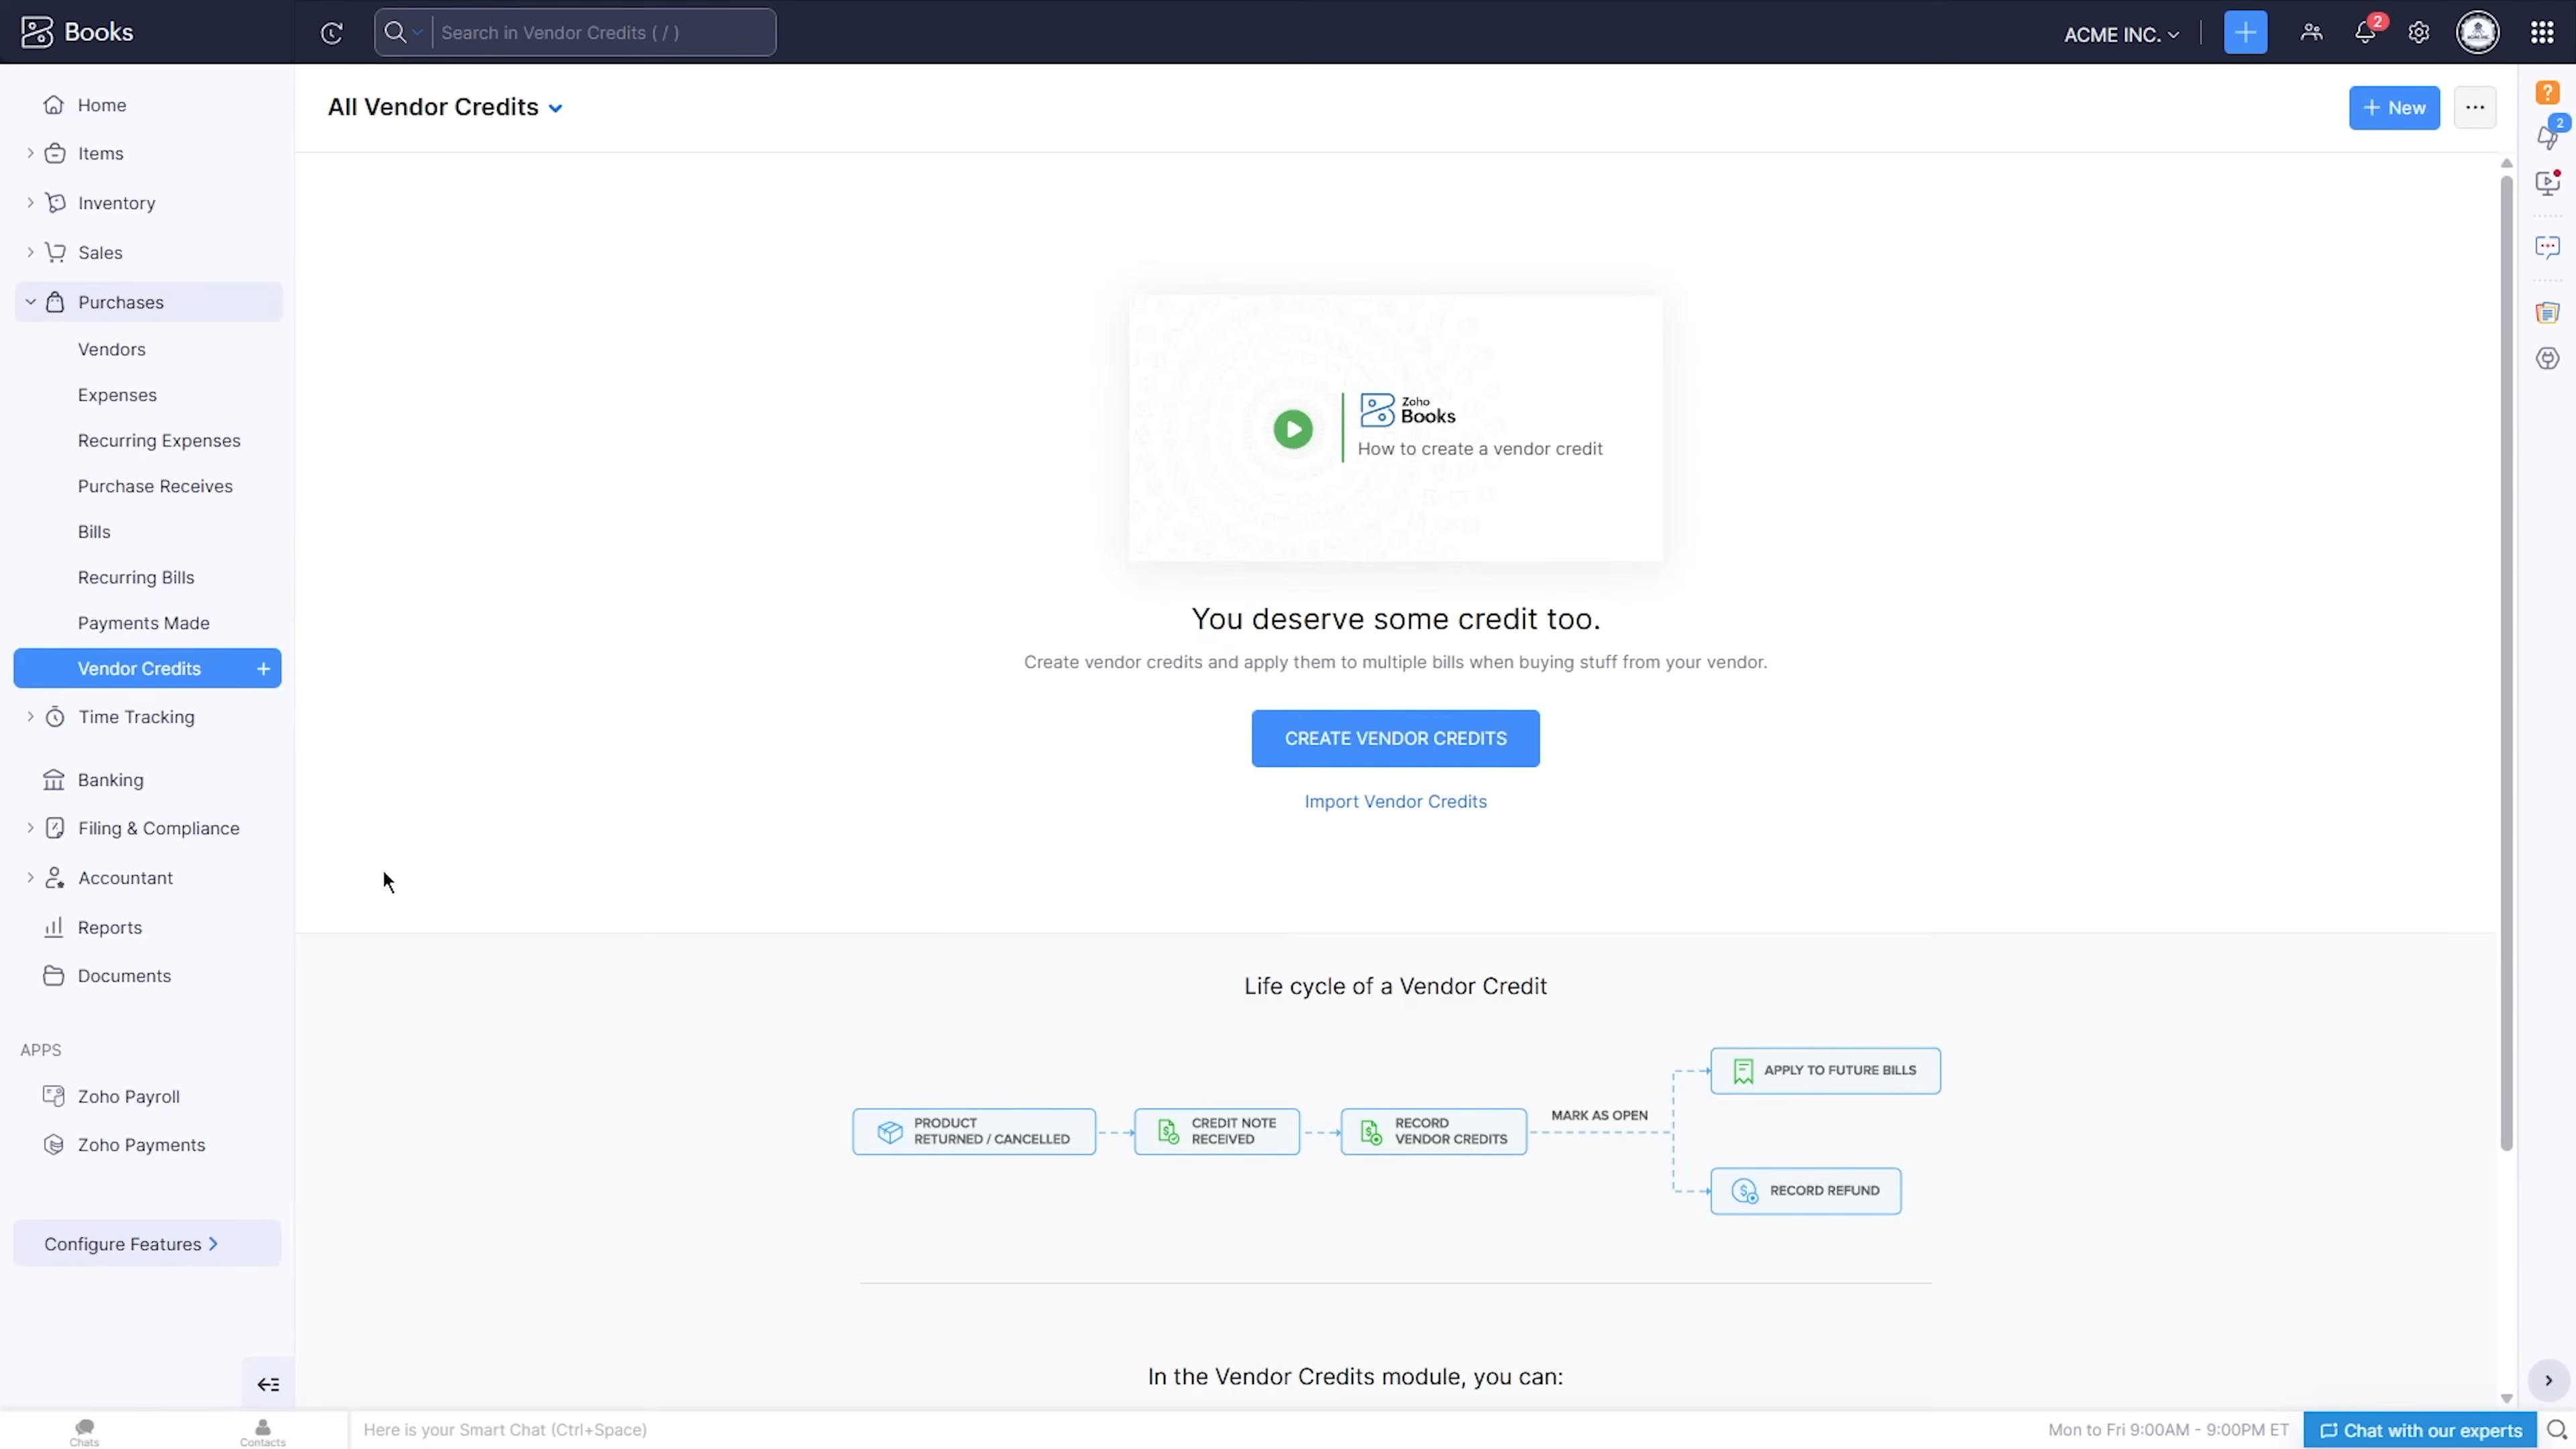 Books
Search in Vendor Credits ( / )
ACME INC.
2
Home
Items
Inventory
Sales
Purchases
Vendors
Expenses
Recurring Expenses
Purchase Receives
Bills
Recurring Bills
Payments Made
Vendor Credits +
Time Tracking
Banking
Filing & Compliance
Accountant
Reports
Documents
APPS
Zoho Payroll
Zoho Payments
Configure Features
All Vendor Credits
+ New
?
2
Zoho
Books
How to create a vendor credit
You deserve some credit too.
Create vendor credits and apply them to multiple bills when buying stuff from your vendor.
CREATE VENDOR CREDITS
Import Vendor Credits
Life cycle of a Vendor Credit
PRODUCT
RETURNED / CANCELLED
CREDIT NOTE
RECEIVED
RECORD
VENDOR CREDITS
MARK AS OPEN
APPLY TO FUTURE BILLS
RECORD REFUND
In the Vendor Credits module, you can:
Chats
Contacts
Here is your Smart Chat (Ctrl+Space)
Mon to Fri 9:00AM - 9:00PM ET
Chat with our experts